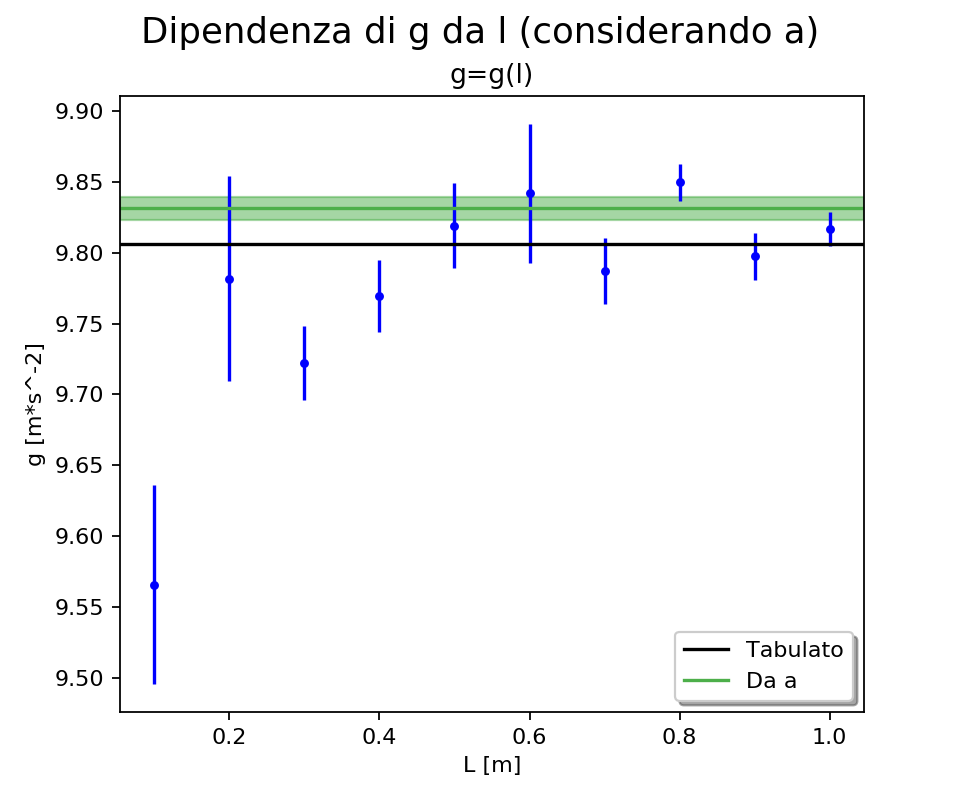 Dipendenza di g da l (considerando a)
g=g(l)
9.90
9.85
9.80
9.75
9.70
9.65
9.60
9.55
9.50
g [m*s^-2]
Tabulato
Da a
0.2 0.4 0.6 0.8 1.0
L [m]